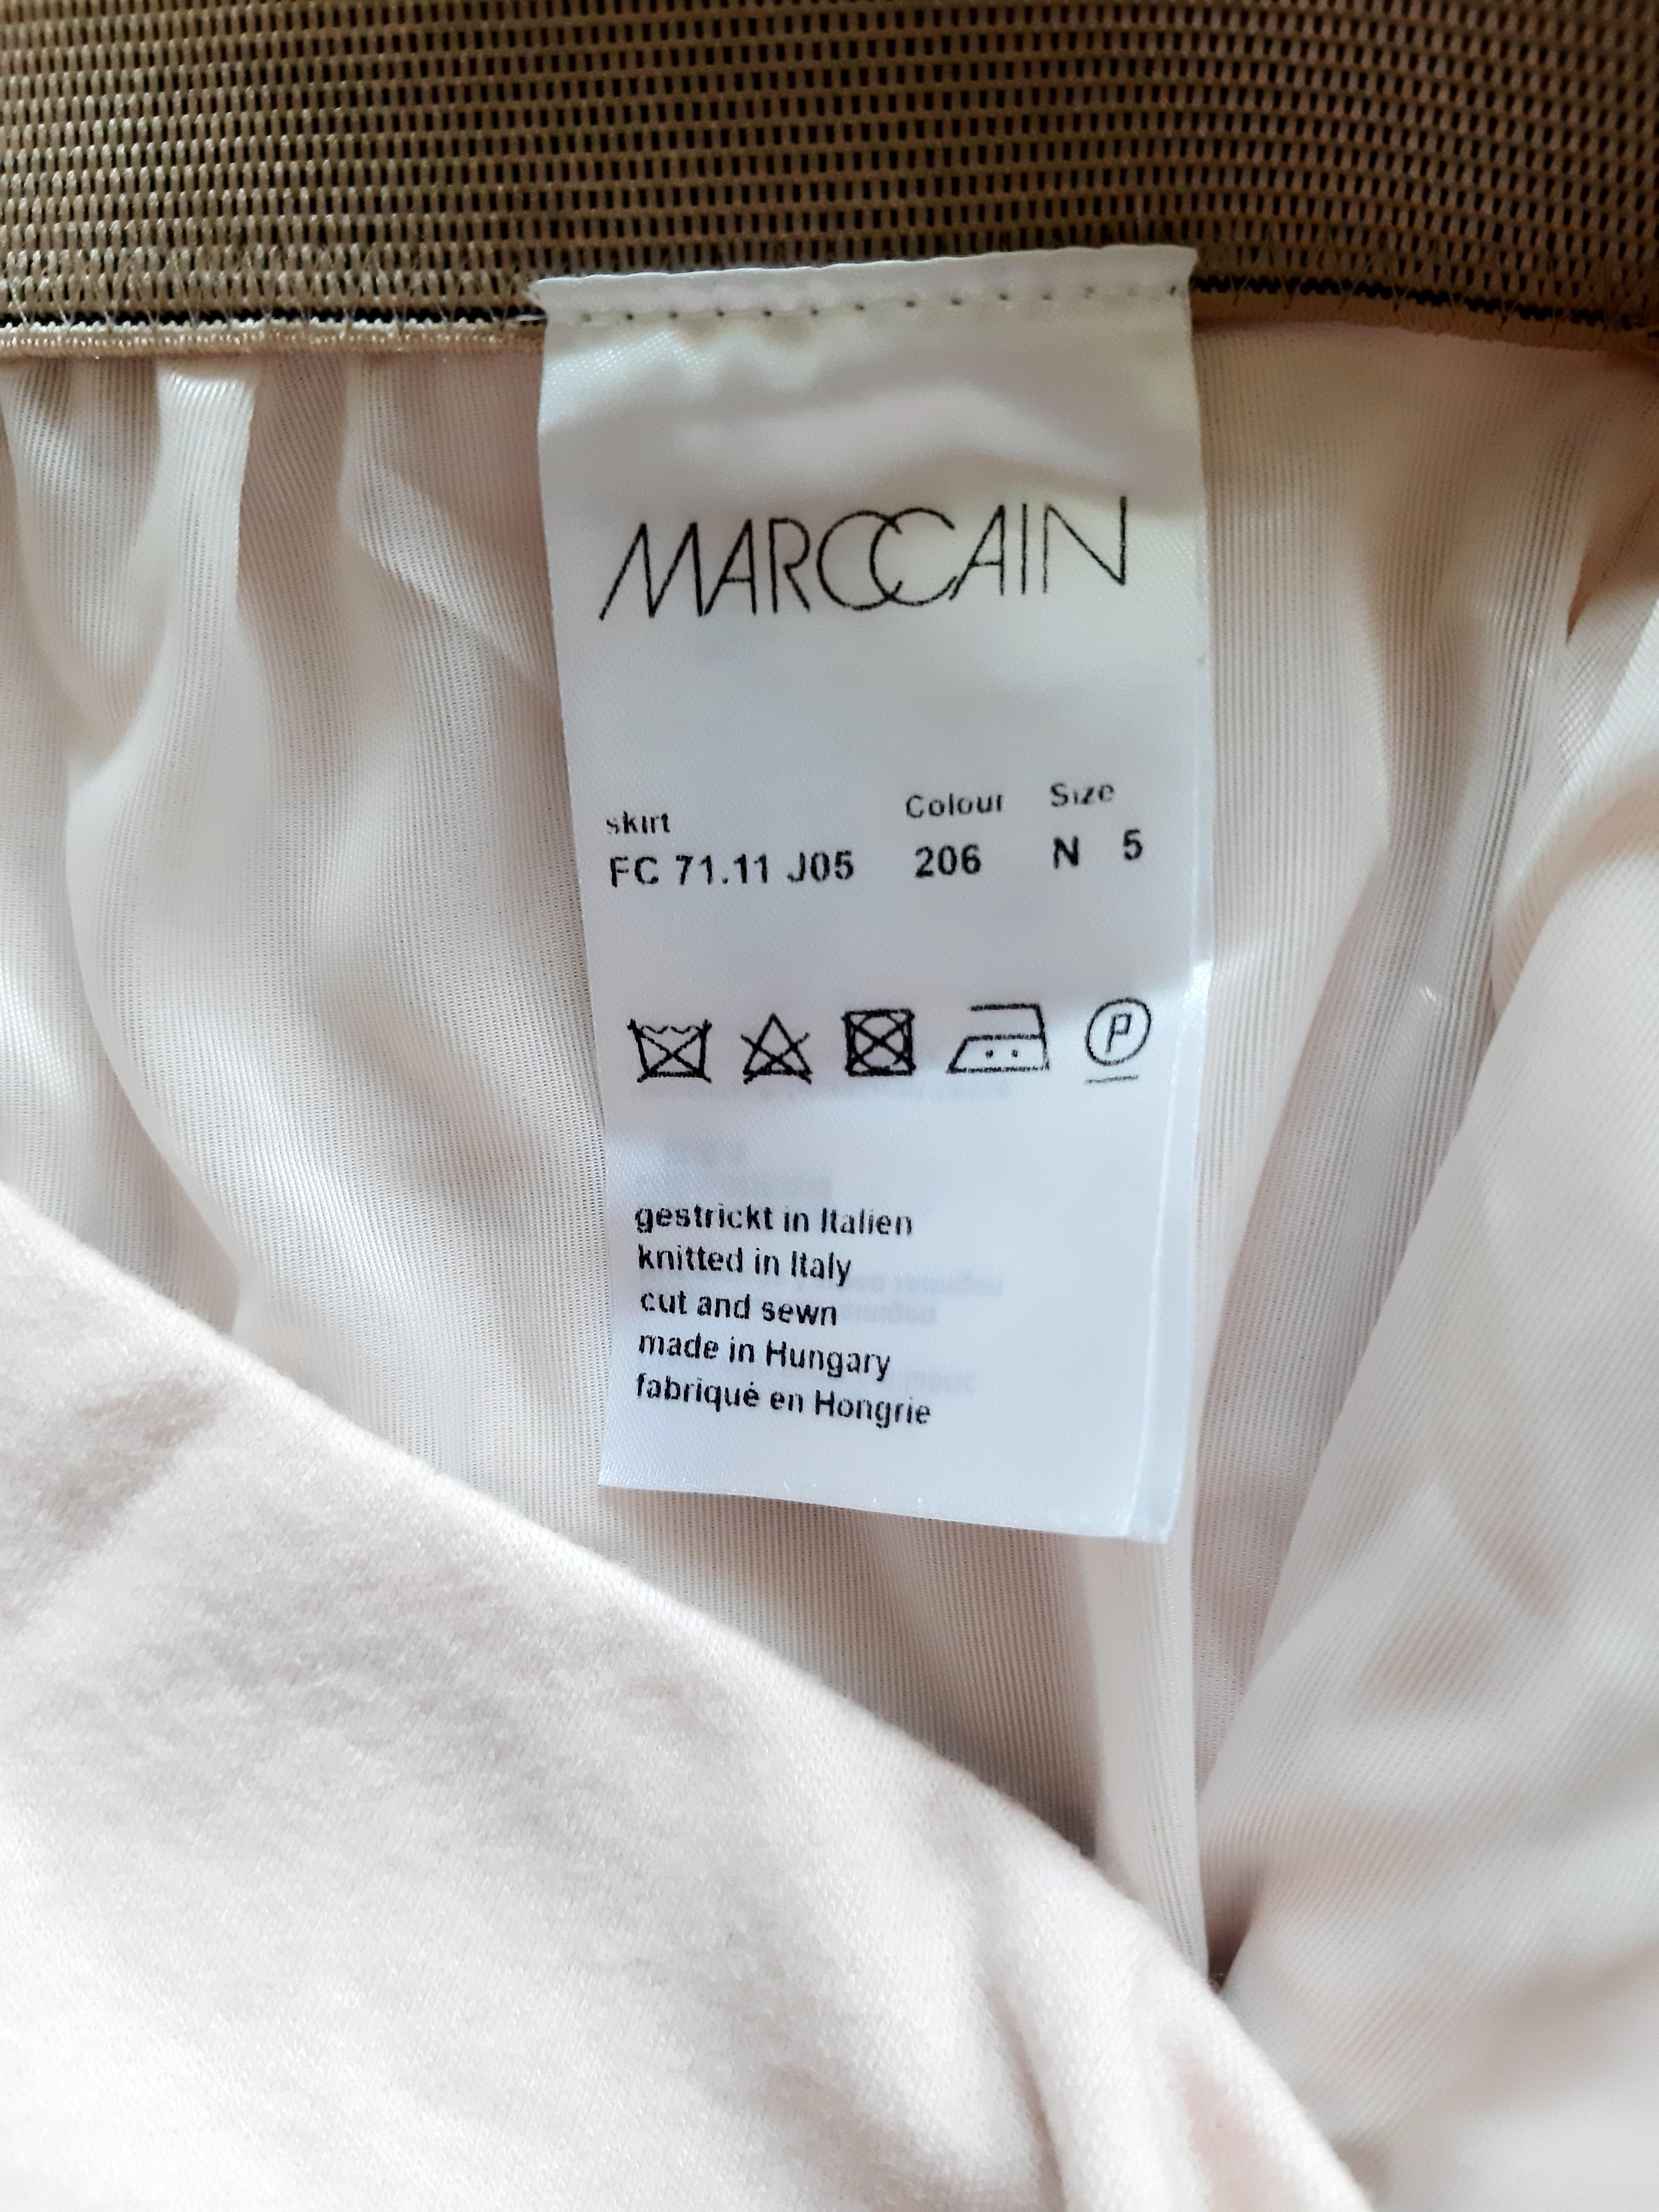 MARCCAIN
skirt Colour Size
FC 71.11 J05 206 N 5
P
gestrickt in Italien
knitted in Italy
cut and sewn
made in Hungary
fabriqué en Hongrie